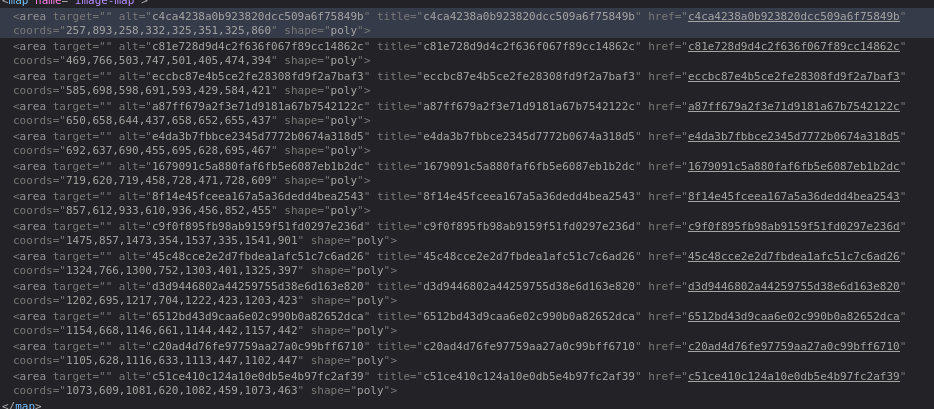 <map name="image-map">
<area target="" alt="c4ca4238a0b923820dcc509a6f75849b" title="c4ca4238a0b923820dcc509a6f75849b" href="c4ca4238a0b923820dcc509a6f75849b"
coords="257,893,258,332,325,351,325,860" shape="poly">
<area target="" alt="c81e728d9d4c2f636f067f89cc14862c" title="c81e728d9d4c2f636f067f89cc14862c" href="c81e728d9d4c2f636f067f89cc14862c"
coords="469,766,503,747,501,405,474,394" shape="poly">
<area target="" alt="eccbc87e4b5ce2fe28308fd9f2a7baf3" title="eccbc87e4b5ce2fe28308fd9f2a7baf3" href="eccbc87e4b5ce2fe28308fd9f2a7baf3"
coords="585,698,598,691,593,429,584,421" shape="poly">
<area target="" alt="a87ff679a2f3e71d9181a67b7542122c" title="a87ff679a2f3e71d9181a67b7542122c" href="a87ff679a2f3e71d9181a67b7542122c"
coords="650,658,644,437,658,652,655,437" shape="poly">
<area target="" alt="e4da3b7fbbce2345d7772b0674a318d5" title="e4da3b7fbbce2345d7772b0674a318d5" href="e4da3b7fbbce2345d7772b0674a318d5"
coords="692,637,690,455,695,628,695,467" shape="poly">
<area target="" alt="1679091c5a880faf6fb5e6087eb1b2dc" title="1679091c5a880faf6fb5e6087eb1b2dc" href="1679091c5a880faf6fb5e6087eb1b2dc"
coords="719,620,719,458,728,471,728,609" shape="poly">
<area target="" alt="8f14e45fceea167a5a36dedd4bea2543" title="8f14e45fceea167a5a36dedd4bea2543" href="8f14e45fceea167a5a36dedd4bea2543"
coords="857,612,933,610,936,456,852,455" shape="poly">
<area target="" alt="c9f0f895fb98ab9159f51fd0297e236d" title="c9f0f895fb98ab9159f51fd0297e236d" href="c9f0f895fb98ab9159f51fd0297e236d"
coords="1475,857,1473,354,1537,335,1541,901" shape="poly">
<area target="" alt="45c48cce2e2d7fbdea1afc51c7c6ad26" title="45c48cce2e2d7fbdea1afc51c7c6ad26" href="45c48cce2e2d7fbdea1afc51c7c6ad26"
coords="1324,766,1300,752,1303,401,1325,397" shape="poly">
<area target="" alt="d3d9446802a44259755d38e6d163e820" title="d3d9446802a44259755d38e6d163e820" href="d3d9446802a44259755d38e6d163e820"
coords="1202,695,1217,704,1222,423,1203,423" shape="poly">
<area target="" alt="6512bd43d9caa6e02c990b0a82652dca" title="6512bd43d9caa6e02c990b0a82652dca" href="6512bd43d9caa6e02c990b0a82652dca"
coords="1154,668,1146,661,1144,442,1157,442" shape="poly">
<area target="" alt="c20ad4d76fe97759aa27a0c99bff6710" title="c20ad4d76fe97759aa27a0c99bff6710" href="c20ad4d76fe97759aa27a0c99bff6710"
coords="1105,628,1116,633,1113,447,1102,447" shape="poly">
<area target="" alt="c51ce410c124a10e0db5e4b97fc2af39" title="c51ce410c124a10e0db5e4b97fc2af39" href="c51ce410c124a10e0db5e4b97fc2af39"
coords="1073,609,1081,620,1082,459,1073,463" shape="poly">
</map>